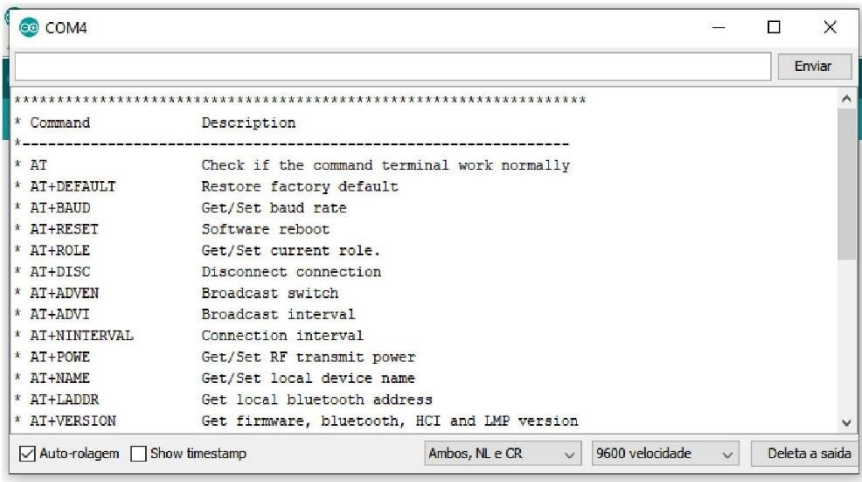 COM4
Enviar
********************************************************************
* Command Description
*-----------------------------------------------------------------
* AT Check if the command terminal work normally
* AT+DEFAULT Restore factory default
* AT+BAUD Get/Set baud rate
* AT+RESET Software reboot
* AT+ROLE Get/Set current role.
* AT+DISC Disconnect connection
* AT+ADVEN Broadcast switch
* AT+ADVI Broadcast interval
* AT+NINTERVAL Connection interval
* AT+POWE Get/Set RF transmit power
* AT+NAME Get/Set local device name
* AT+LADDR Get local bluetooth address
* AT+VERSION Get firmware, bluetooth, HCI and LMP version
Auto-rolagem Show timestamp Ambos, NL e CR 9600 velocidade Deleta a saida